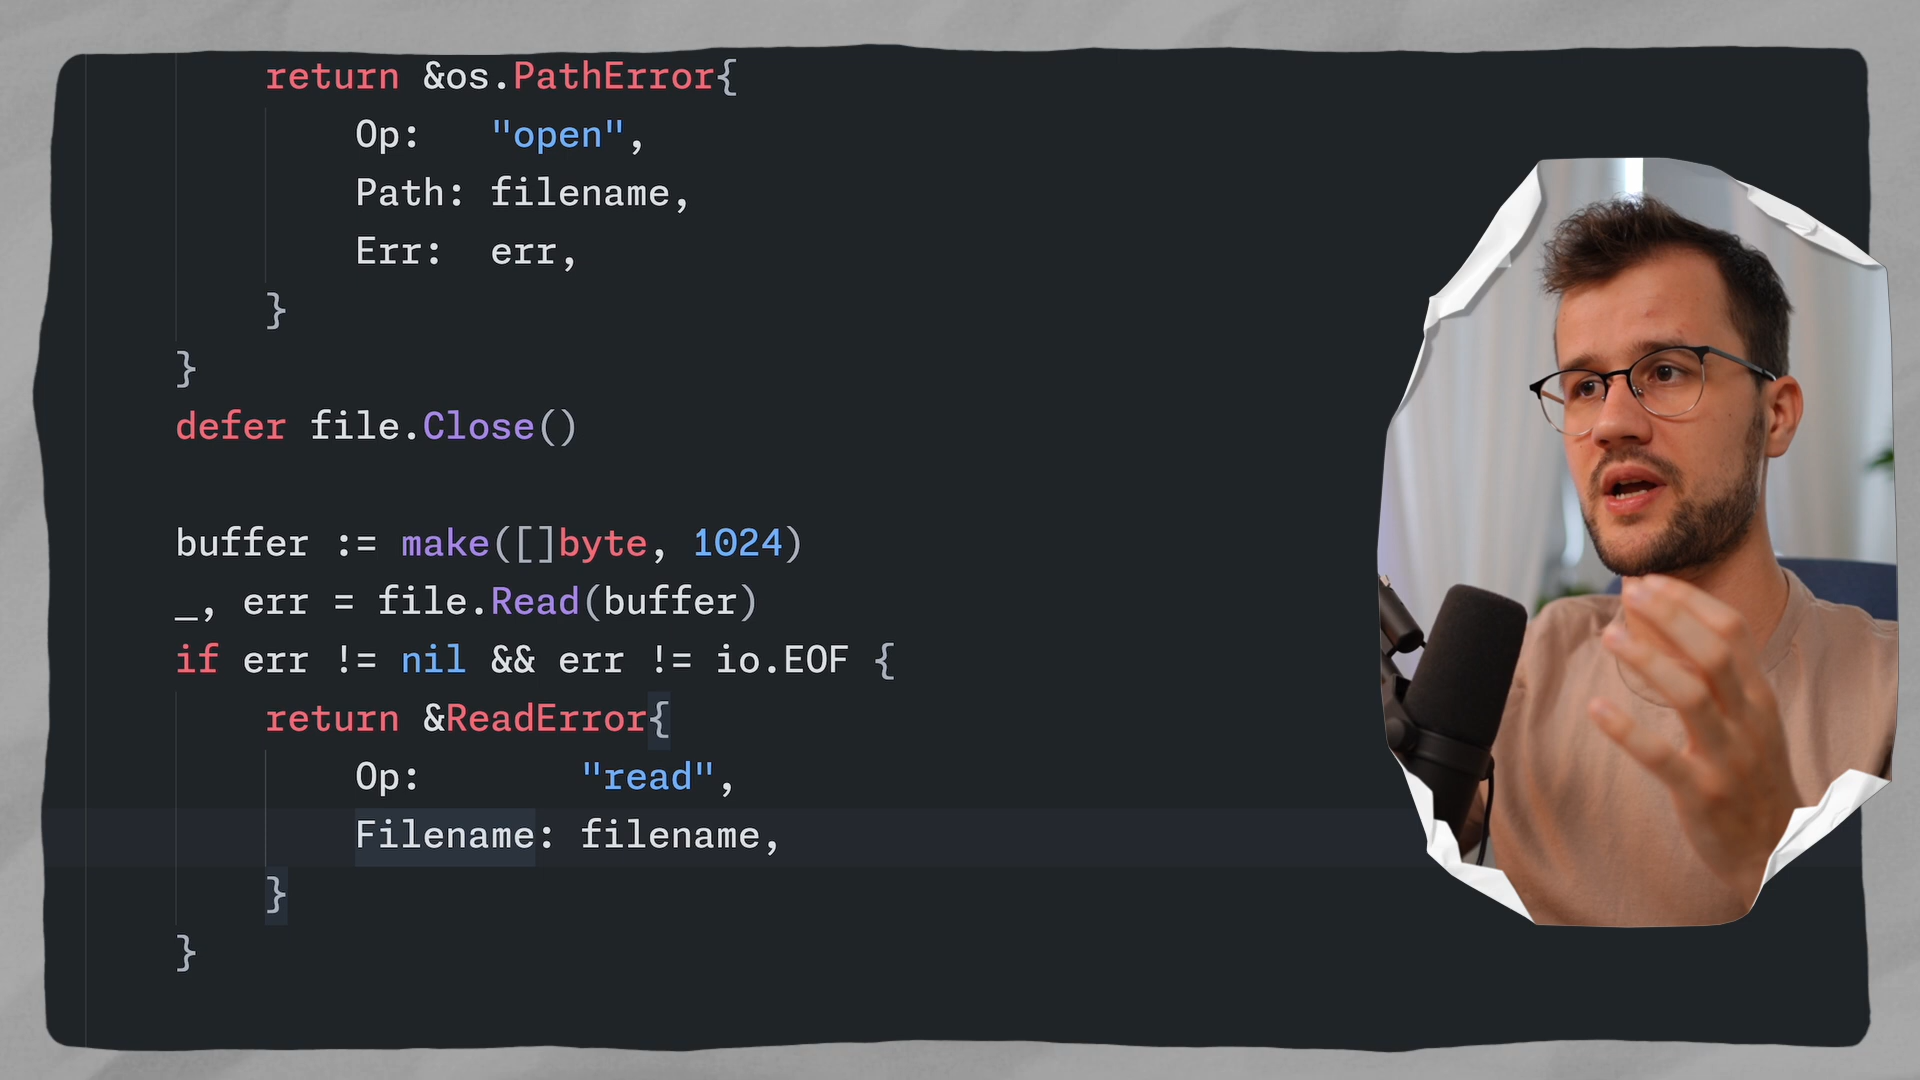 return &os.PathError{
Op: "open",
Path: filename,
Err: err,
}
}
defer file.Close()
buffer := make([]byte, 1024)
_, err = file.Read(buffer)
if err != nil && err != io.EOF {
return &ReadError{
Op: "read",
Filename: filename,
}
}